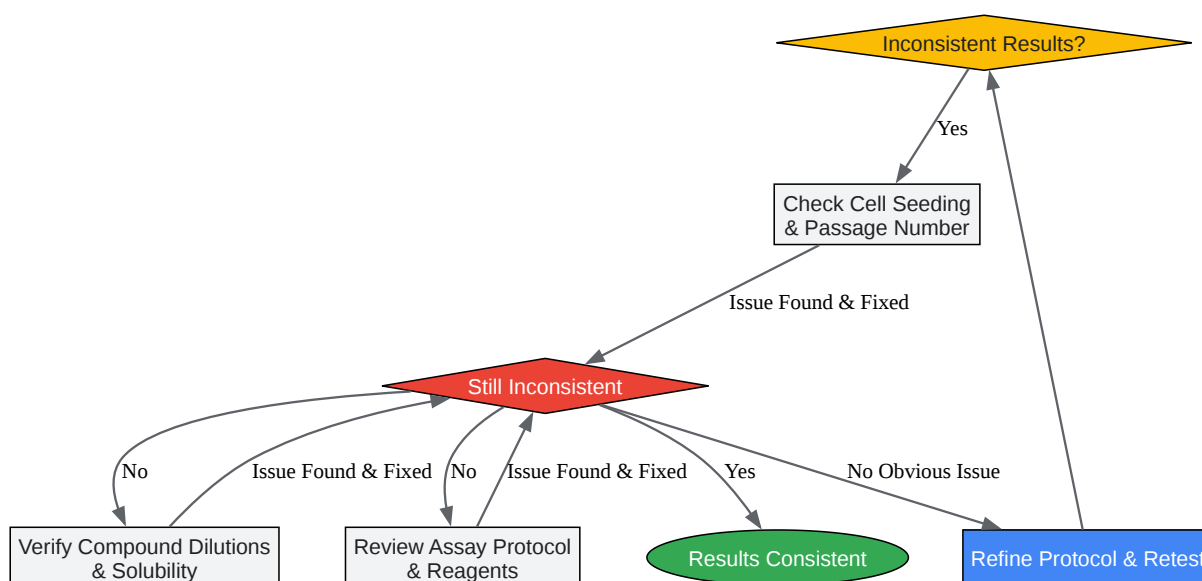 Inconsistent Results?
Yes
Check Cell Seeding
& Passage Number
Issue Found & Fixed
Still Inconsistent
No
Issue Found & Fixed
No
Issue Found & Fixed
Yes
No Obvious Issue
Verify Compound Dilutions
& Solubility
Review Assay Protocol
& Reagents
Results Consistent
Refine Protocol & Retest